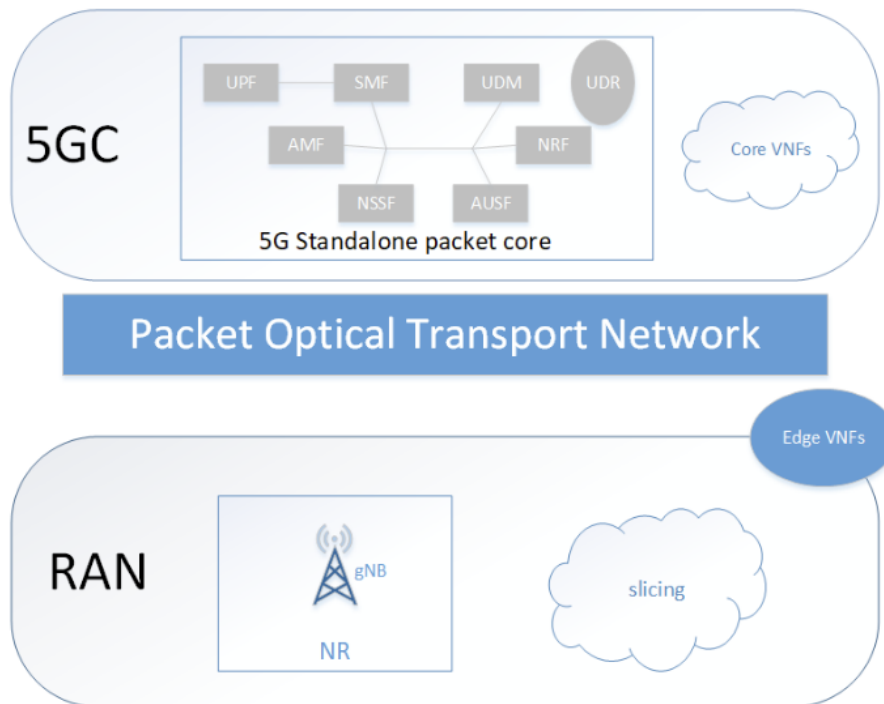 UPF
SMF
UDM
UDR
5GC
AMF
NRF
Core VNFs
NSSF
AUSF
5G Standalone packet core
Packet Optical Transport Network
Edge VNFs
RAN
gNB
slicing
NR